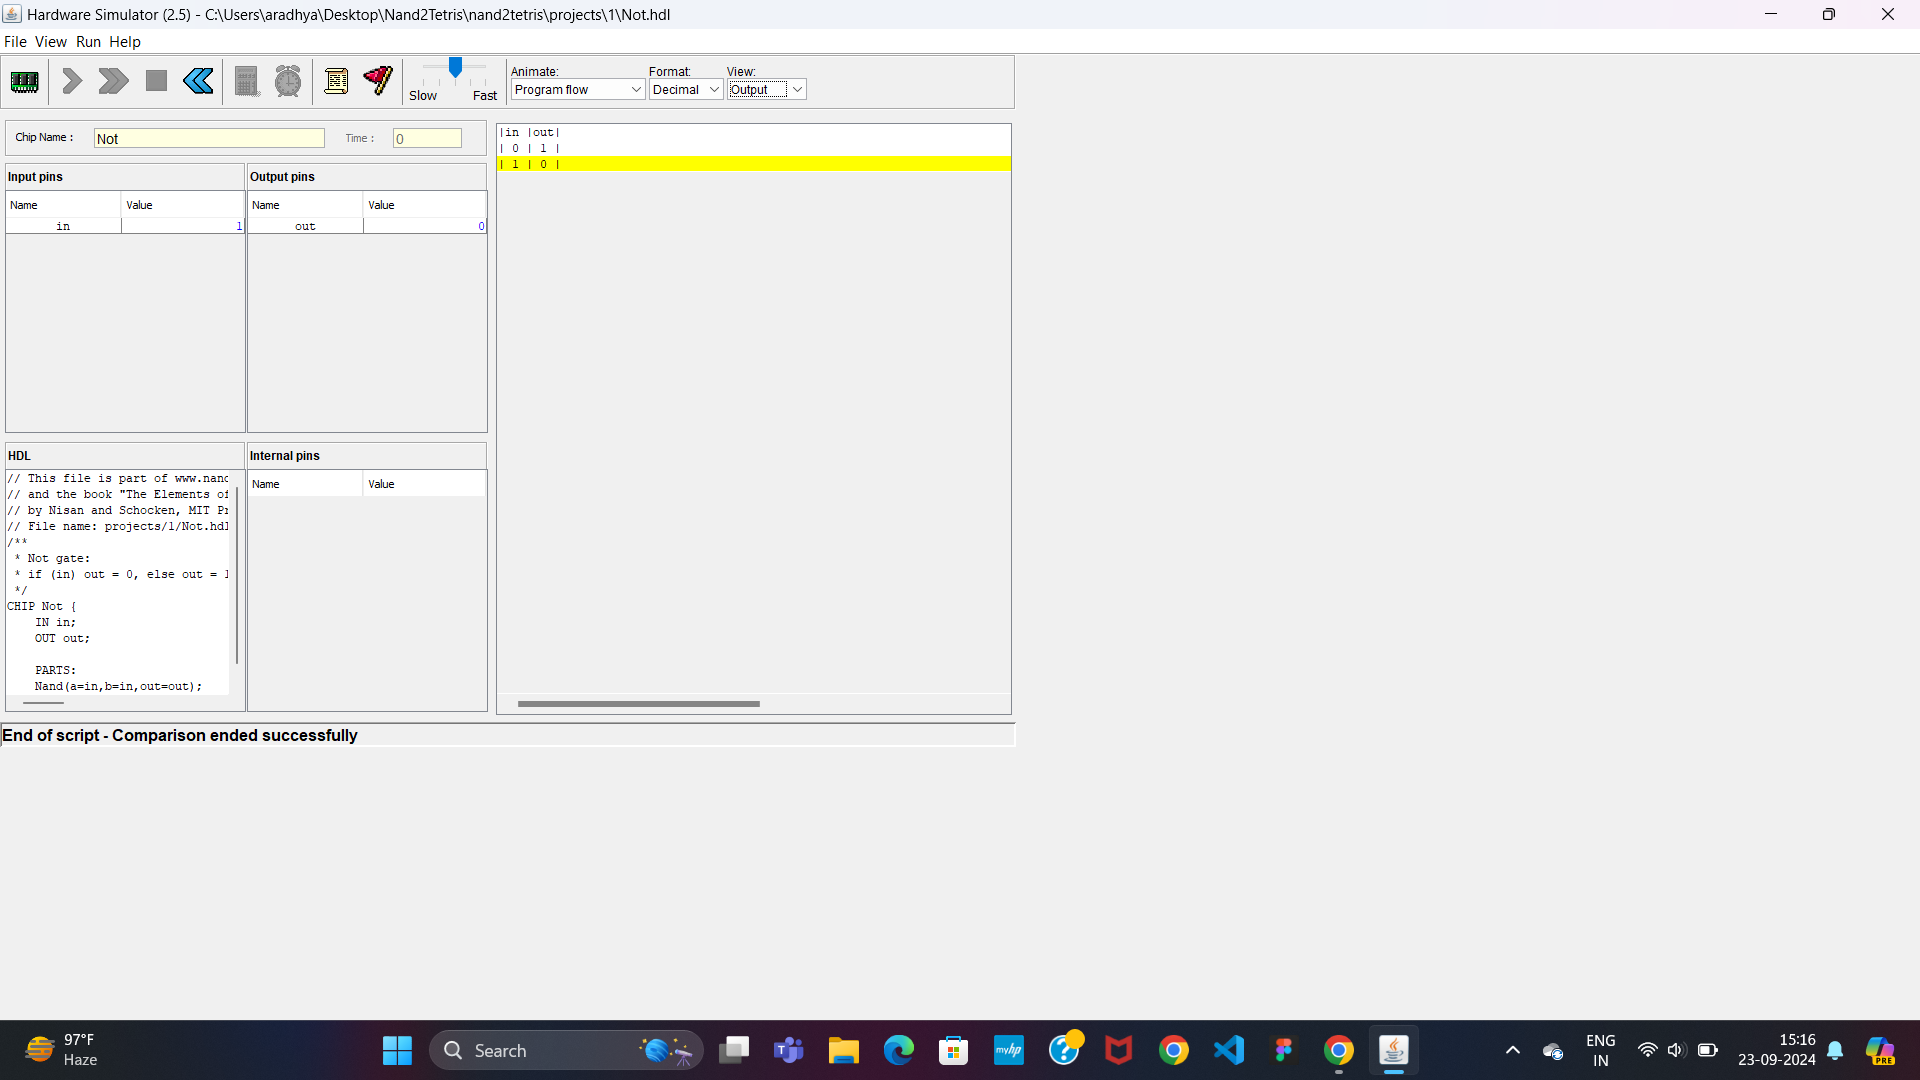 Hardware Simulator (2.5) - C:\Users\aradhya\Desktop\Nand2Tetris\nand2tetris\projects\1\Not.hdl
File View Run Help
Slow Fast
Animate: Format: View:
Program flow Decimal Output
Chip Name : Not Time : 0
Input pins Output pins
Name Value Name Value
in 1 out 0
|in |out|
| 0 | 1 |
| 1 | 0 |
HDL Internal pins
Name Value
// This file is part of www.nand
// and the book "The Elements of
// by Nisan and Schocken, MIT Pr
// File name: projects/1/Not.hdl
/**
* Not gate:
* if (in) out = 0, else out = 1
*/
CHIP Not {
IN in;
OUT out;
PARTS:
Nand(a=in,b=in,out=out);
End of script - Comparison ended successfully
97°F
Haze
Search
myhp
ENG
IN
15:16
23-09-2024
PRE